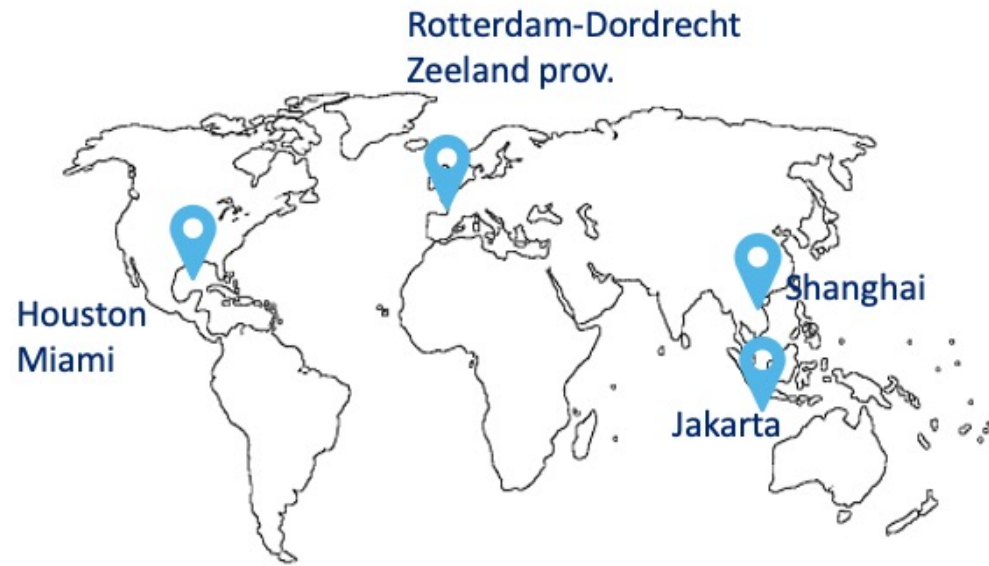 Rotterdam-Dordrecht
Zeeland prov.
Houston
Miami
Shanghai
Jakarta